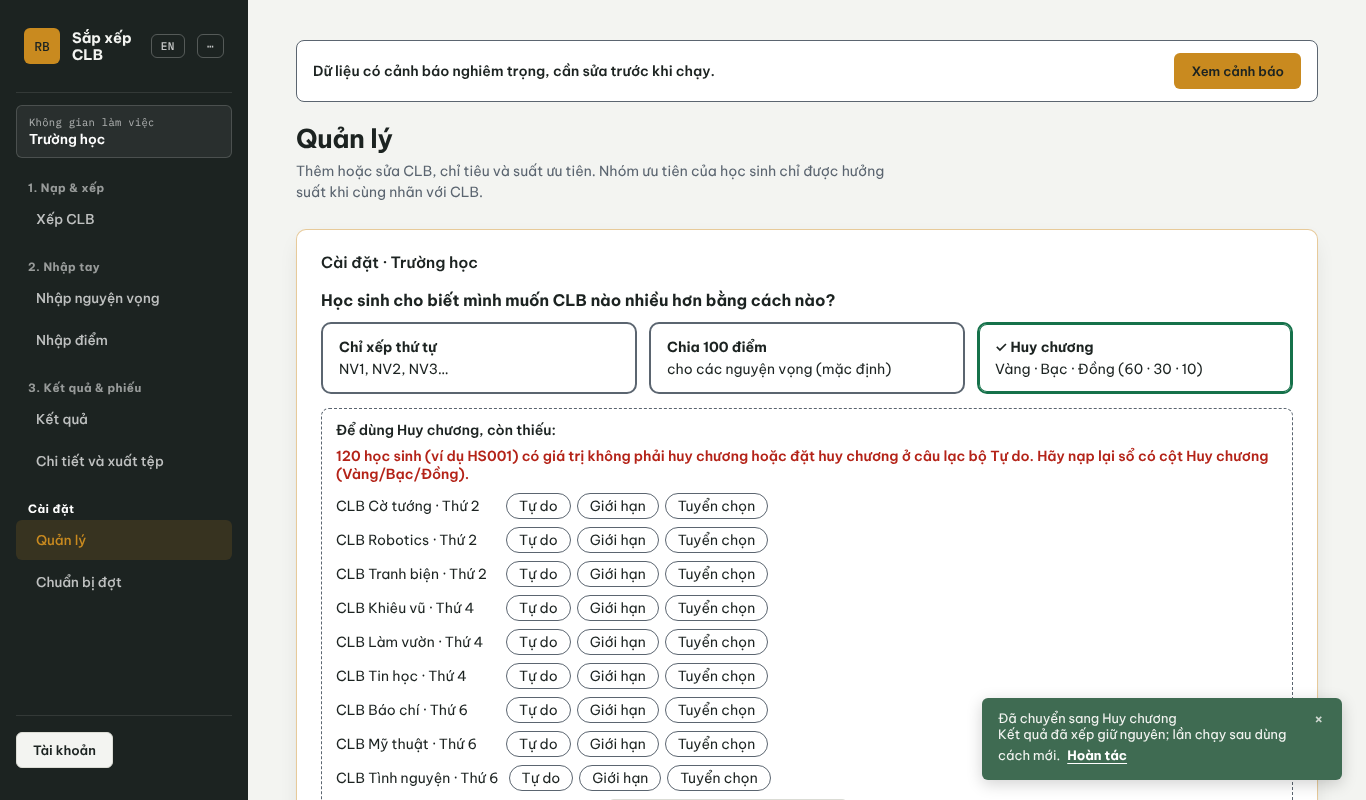 RB
Sắp xếp CLB
EN
…
Không gian làm việc
Trường học
1. Nạp & xếp
Xếp CLB
2. Nhập tay
Nhập nguyện vọng
Nhập điểm
3. Kết quả & phiếu
Kết quả
Chi tiết và xuất tệp
Cài đặt
Quản lý
Chuẩn bị đợt
Tài khoản
Dữ liệu có cảnh báo nghiêm trọng, cần sửa trước khi chạy.
Xem cảnh báo
Quản lý
Thêm hoặc sửa CLB, chỉ tiêu và suất ưu tiên. Nhóm ưu tiên của học sinh chỉ được hưởng
suất khi cùng nhãn với CLB.
Cài đặt · Trường học
Học sinh cho biết mình muốn CLB nào nhiều hơn bằng cách nào?
Chỉ xếp thứ tự
NV1, NV2, NV3…
Chia 100 điểm
cho các nguyện vọng (mặc định)
✓ Huy chương
Vàng · Bạc · Đồng (60 · 30 · 10)
Để dùng Huy chương, còn thiếu:
120 học sinh (ví dụ HS001) có giá trị không phải huy chương hoặc đặt huy chương ở câu lạc bộ Tự do. Hãy nạp lại sổ có cột Huy chương
(Vàng/Bạc/Đồng).
CLB Cờ tướng · Thứ 2 Tự do Giới hạn Tuyển chọn
CLB Robotics · Thứ 2 Tự do Giới hạn Tuyển chọn
CLB Tranh biện · Thứ 2 Tự do Giới hạn Tuyển chọn
CLB Khiêu vũ · Thứ 4 Tự do Giới hạn Tuyển chọn
CLB Làm vườn · Thứ 4 Tự do Giới hạn Tuyển chọn
CLB Tin học · Thứ 4 Tự do Giới hạn Tuyển chọn
CLB Báo chí · Thứ 6 Tự do Giới hạn Tuyển chọn
CLB Mỹ thuật · Thứ 6 Tự do Giới hạn Tuyển chọn
CLB Tình nguyện · Thứ 6 Tự do Giới hạn Tuyển chọn
Đã chuyển sang Huy chương ×
Kết quả đã xếp giữ nguyên; lần chạy sau dùng
cách mới. Hoàn tác